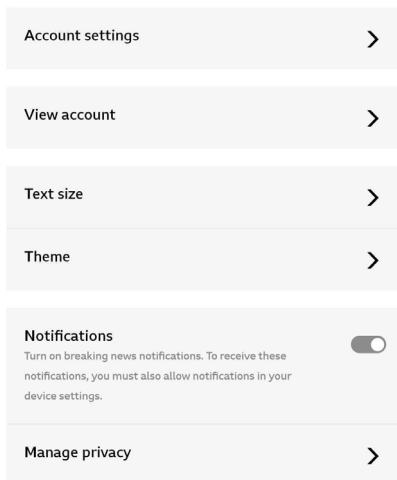 Account settings
View account
Text size
Theme
Notifications
Turn on breaking news notifications. To receive these
notifications, you must also allow notifications in your
device settings.
Manage privacy